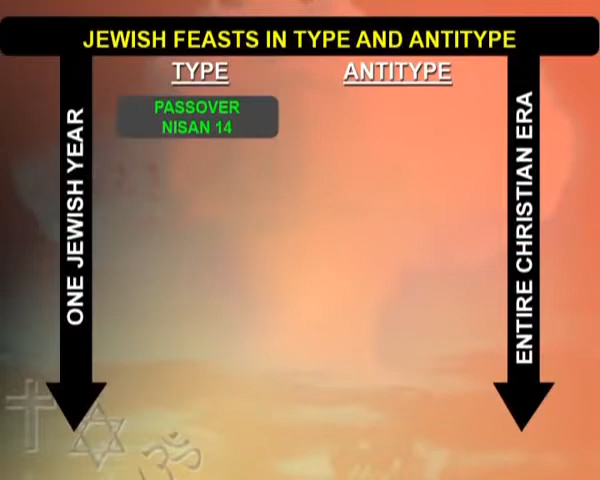 JEWISH FEASTS IN TYPE AND ANTITYPE
TYPE
ANTITYPE
PASSOVER
NISAN 14
ONE JEWISH YEAR
ENTIRE CHRISTIAN ERA